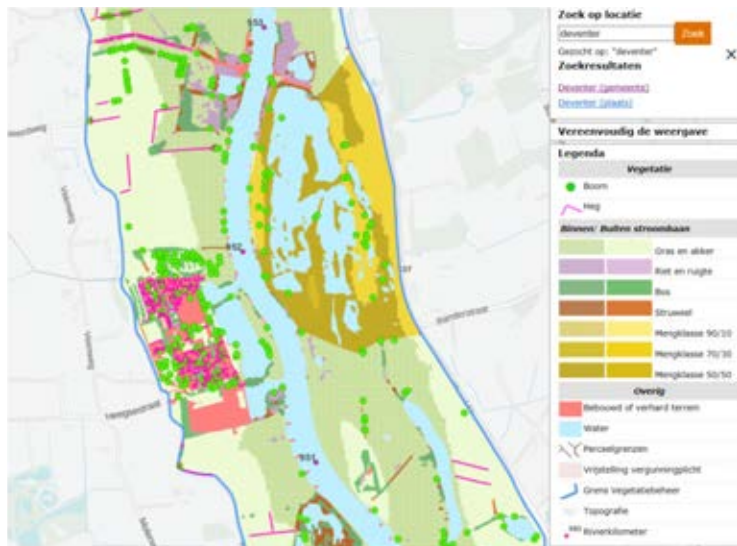 Zoek op locatie
deventer
Zoek
Gezocht op: "deventer"
Zoekresultaten
Deventer (gemeente)
Deventer (plaats)
Vereenvoudig de weergave
Legenda
Vegetatie
Boom
Heg
Binnen/ Buiten stroombaan
Gras en akker
Riet en ruigte
Bos
Struweel
Mengklasse 90/10
Mengklasse 70/30
Mengklasse 50/50
Overig
Bebouwd of verhard terrein
Water
Perceelgrenzen
Vrijstelling vergunningplicht
Grens Vegetatiebeheer
Topografie
Rivierkilometer
952
951